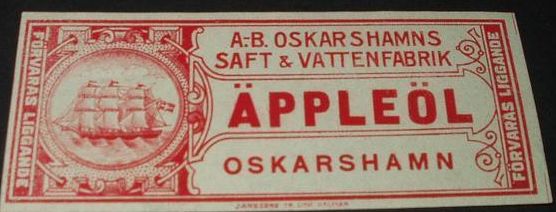 FÖRVARAS LIGGANDE
A.-B. OSKARSHAMNS
SAFT & VATTENFABRIK
ÄPPLEÖL
OSKARSHAMN
FÖRVARAS LIGGANDE